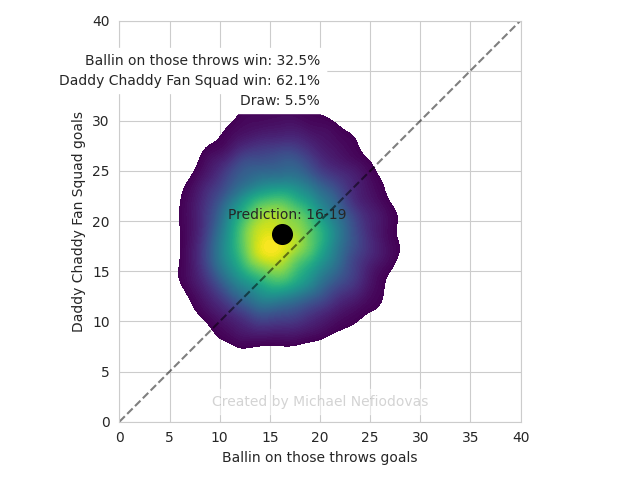 40
Ballin on those throws win: 32.5%
Daddy Chaddy Fan Squad win: 62.1%
Draw: 5.5%
30
25
20
15
10
5
0
Daddy Chaddy Fan Squad goals
Prediction: 16-19
Created by Michael Nefiodovas
0 5 10 15 20 25 30 35 40
Ballin on those throws goals